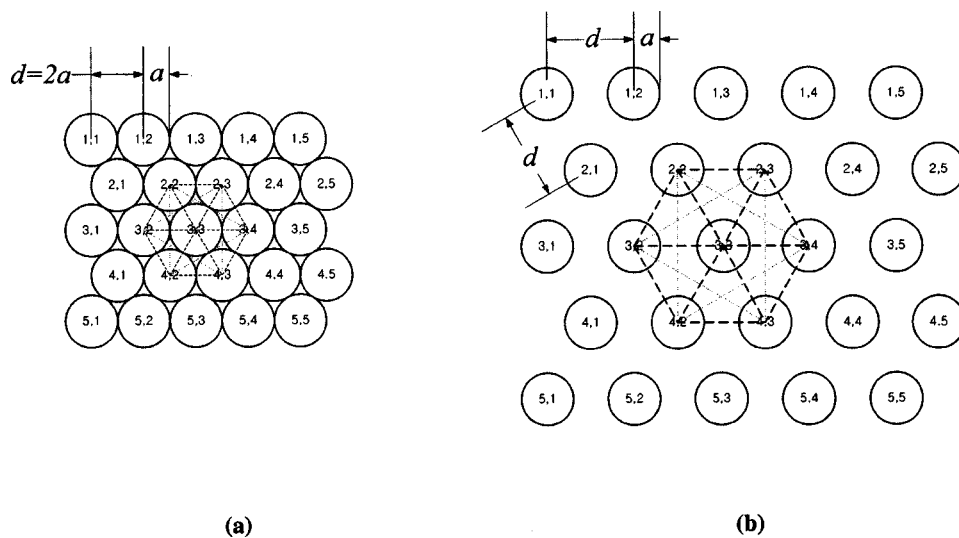 d=2a
a
1,1 1,2 1,3 1,4 1,5
2,1 2,2 2,3 2,4 2,5
3,1 3,2 3,3 3,4 3,5
4,1 4,2 4,3 4,4 4.5
5,1 5,2 5,3 5,4 5,5
(a)
d
a
1,1 1,2 1,3 1,4 1,5
d
2,1 2,2 2,3 2,4 2,5
3,1 3,2 3,3 3,4 3,5
4,1 4,2 4,3 4,4 4.5
5,1 5,2 5,3 5,4 5,5
(b)